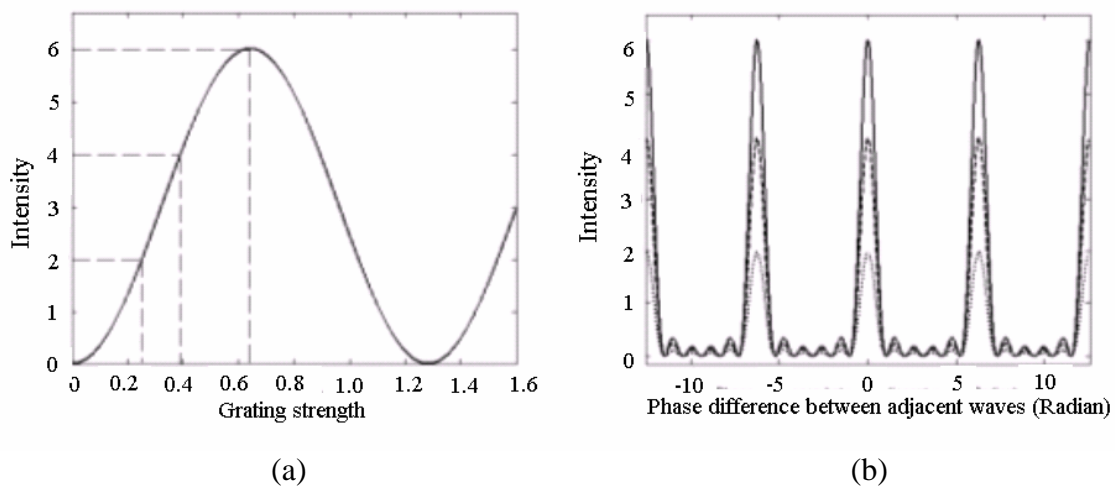 6
5
4
3
2
1
0
Intensity
0 0.2 0.4 0.6 0.8 1.0 1.2 1.4 1.6
Grating strength
(a)
6
5
4
3
2
1
0
Intensity
-10 -5 0 5 10
Phase difference between adjacent waves (Radian)
(b)